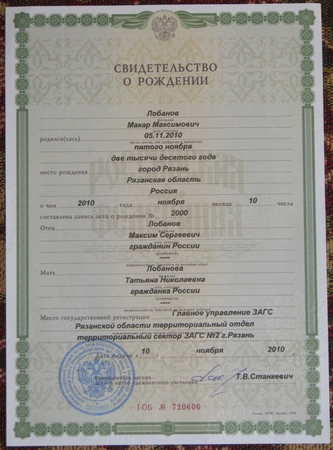 СВИДЕТЕЛЬСТВО
О РОЖДЕНИИ
Лобанов
Макар Максимович
родился(лась) 05.11.2010
пятого ноября
две тысячи десятого года
место рождения город Рязань
Рязанская область
Россия
о чем 2010 года ноября месяца 10 числа
составлена запись акта о рождении № 2000
Отец Лобанов
Максим Сергеевич
гражданин России
Мать Лобанова
Татьяна Николаевна
гражданка России
Место государственной регистрации Главное управление ЗАГС
Рязанской области территориальный отдел
территориальный сектор ЗАГС №2 г.Рязань
Дата выдачи 10 ноября 2010
Т.В.Станкевич
№ 720606